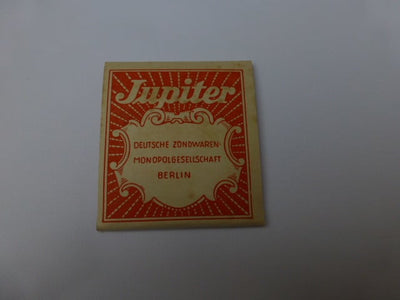 Jupiter
DEUTSCHE ZÜNDWAREN-
MONOPOLGESELLSCHAFT
BERLIN